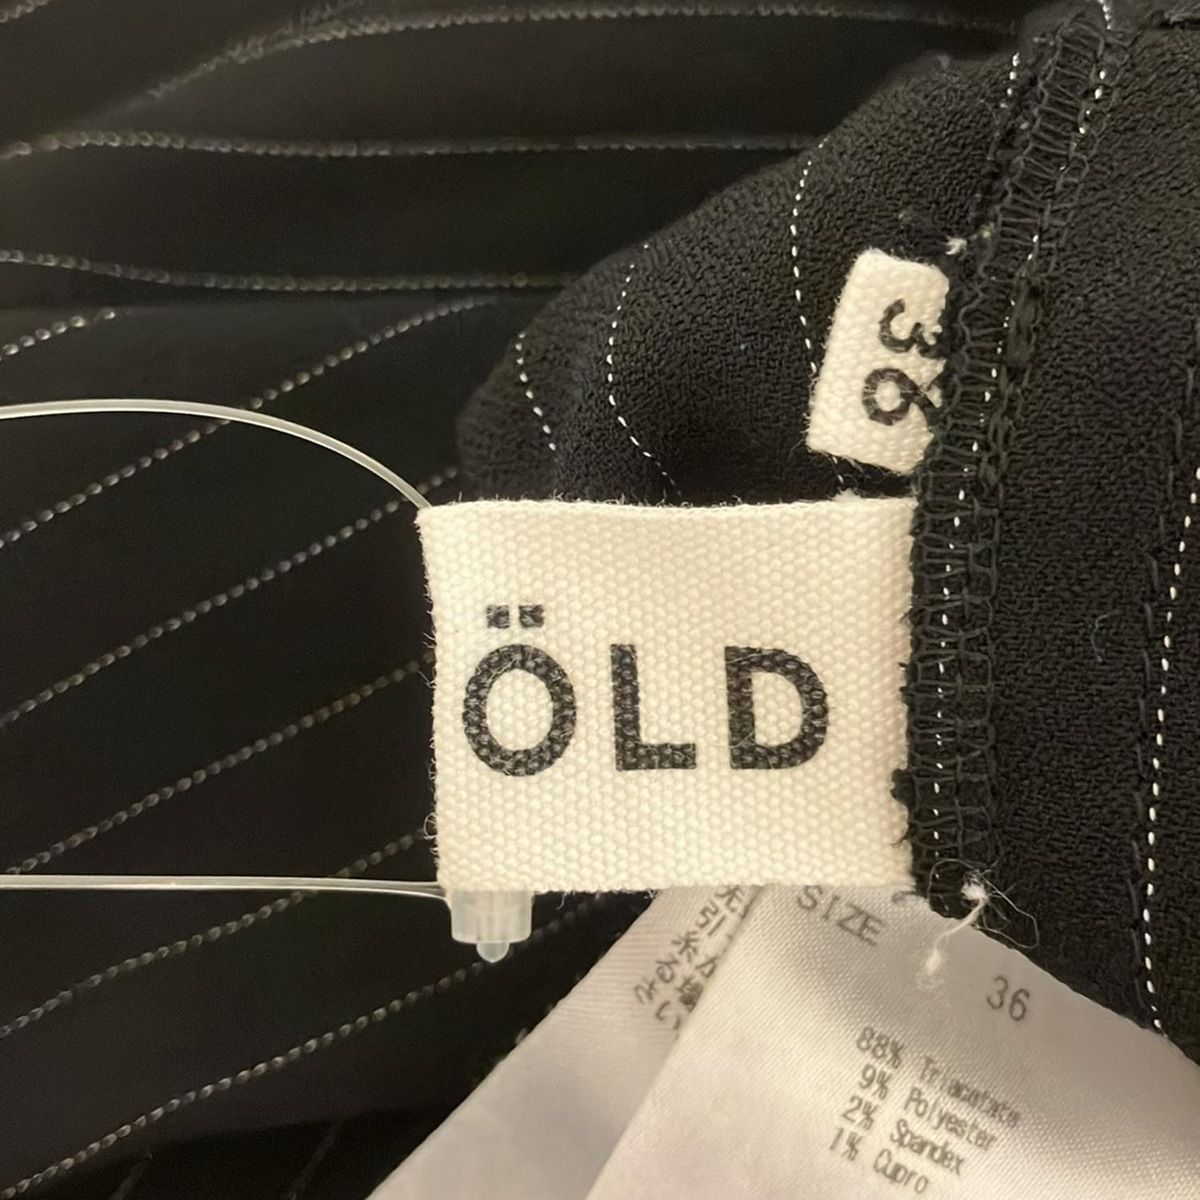 36
ÖLD
SIZE
36
88% Triacetate
9% Polyester
2% Spandex
1% Cupro